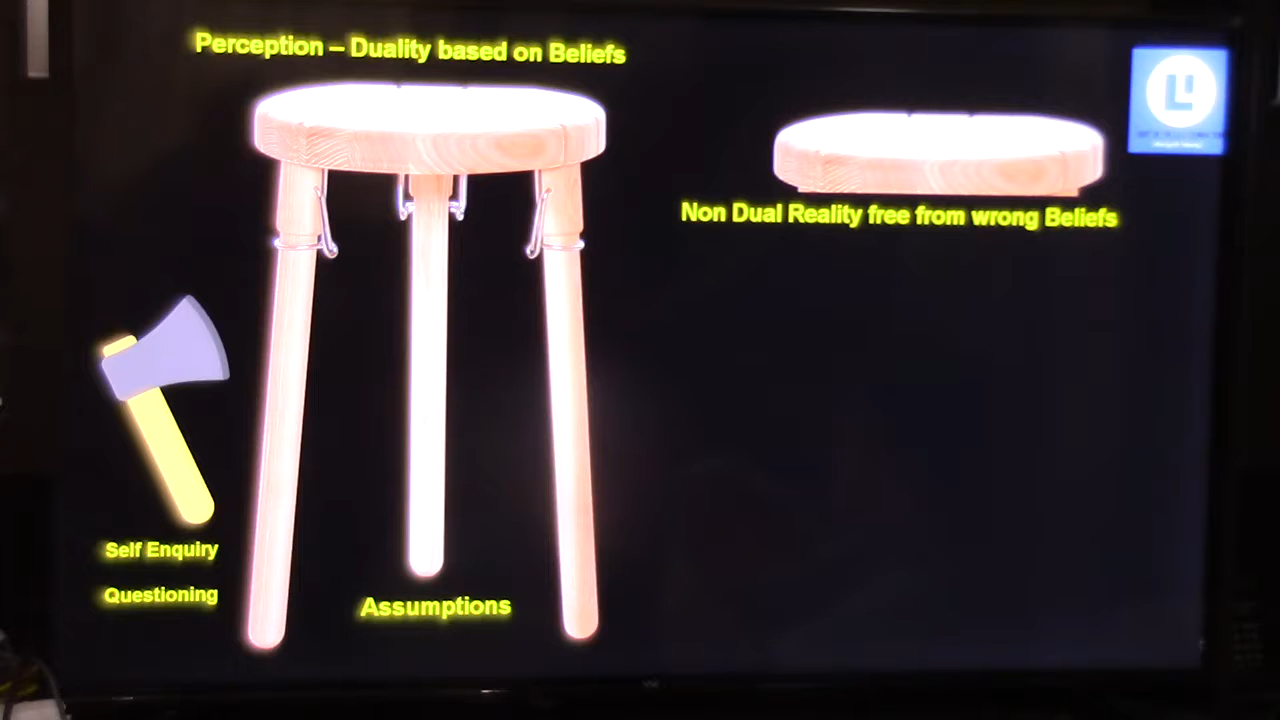 Perception – Duality based on Beliefs
Non Dual Reality free from wrong Beliefs
Self Enquiry
Questioning
Assumptions